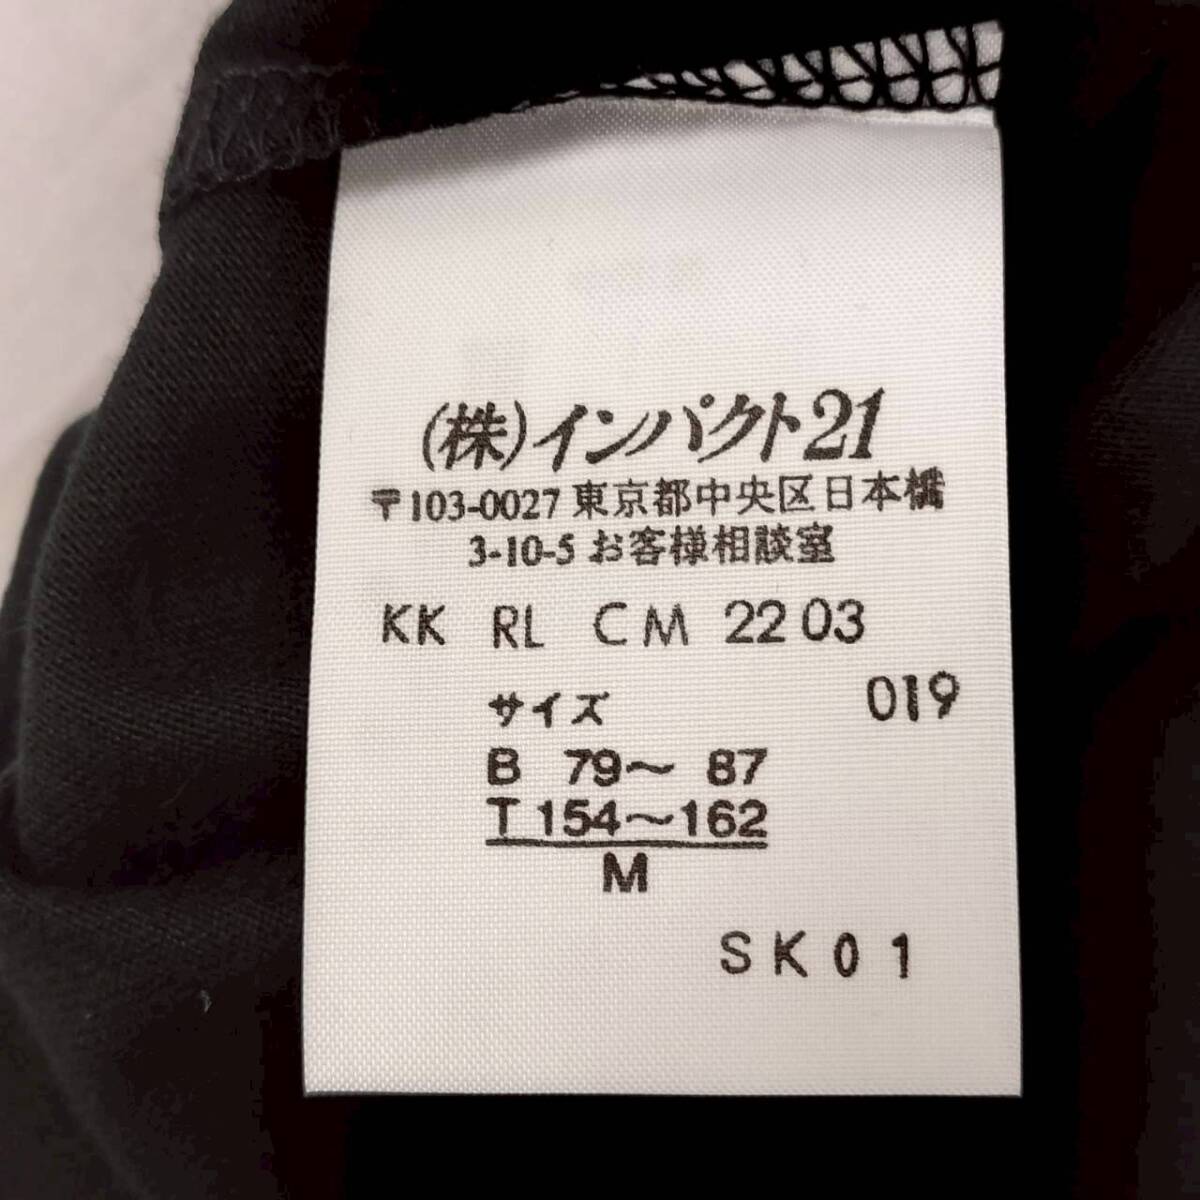 (株)インパクト21
〒103-0027 東京都中央区日本橋
3-10-5 お客様相談室
KK RL CM 2203
サイズ 019
B 79～ 87
T 154～162
M
SK01